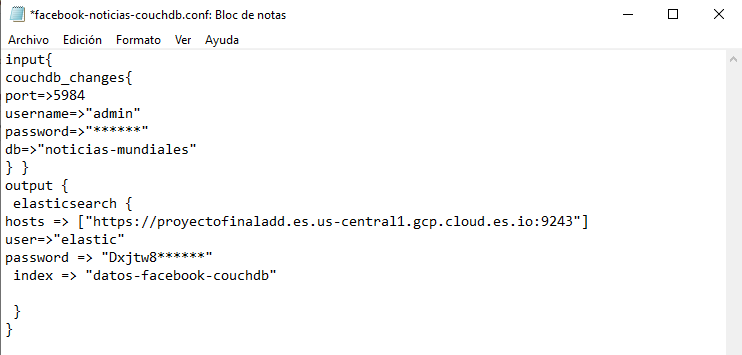 *facebook-noticias-couchdb.conf: Bloc de notas
Archivo Edición Formato Ver Ayuda
input{
couchdb_changes{
port=>5984
username=>"admin"
password=>"******"
db=>"noticias-mundiales"
} }
output {
 elasticsearch {
hosts => ["https://proyectofinaladd.es.us-central1.gcp.cloud.es.io:9243"]
user=>"elastic"
password => "Dxjtw8******"
 index => "datos-facebook-couchdb"
 }
}